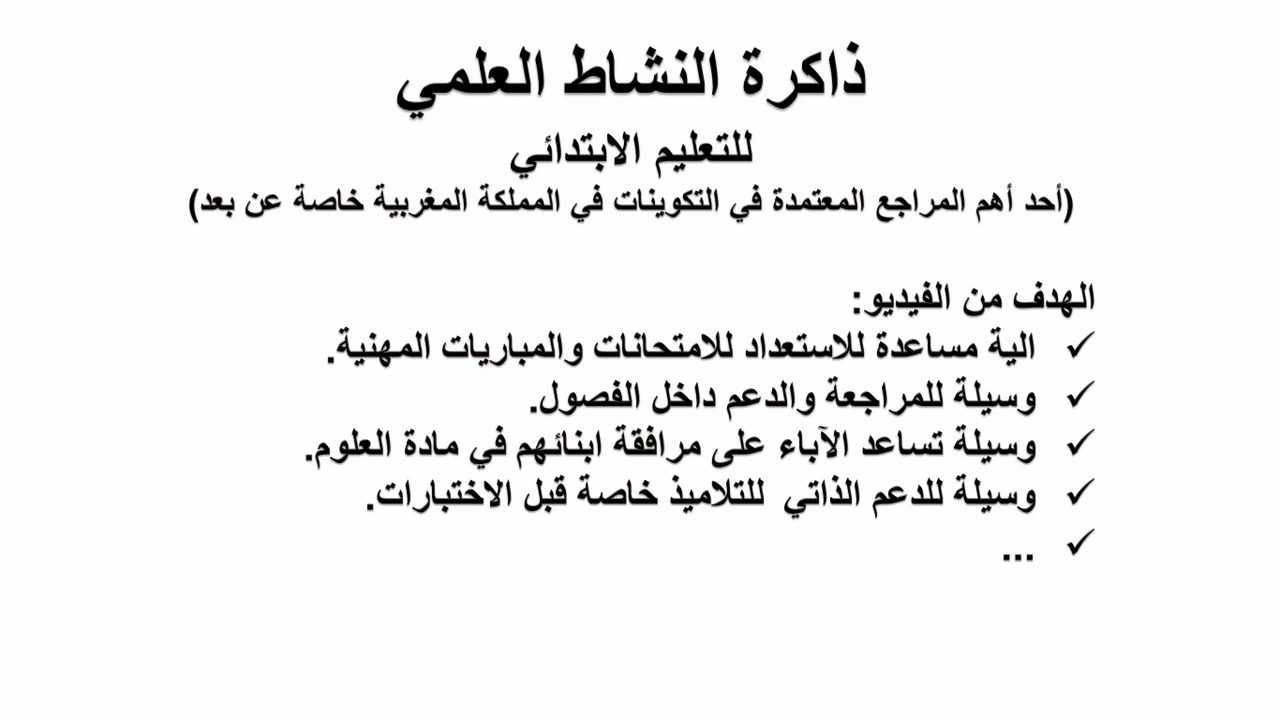 ذاكرة النشاط العلمي
للتعليم الابتدائي
(أحد أهم المراجع المعتمدة في التكوينات في المملكة المغربية خاصة عن بعد)
الهدف من الفيديو:
✓ الية مساعدة للاستعداد للامتحانات والمباريات المهنية.
✓ وسيلة للمراجعة والدعم داخل الفصول.
✓ وسيلة تساعد الآباء على مرافقة ابنائهم في مادة العلوم.
✓ وسيلة للدعم الذاتي للتلاميذ خاصة قبل الاختبارات.
✓ ...